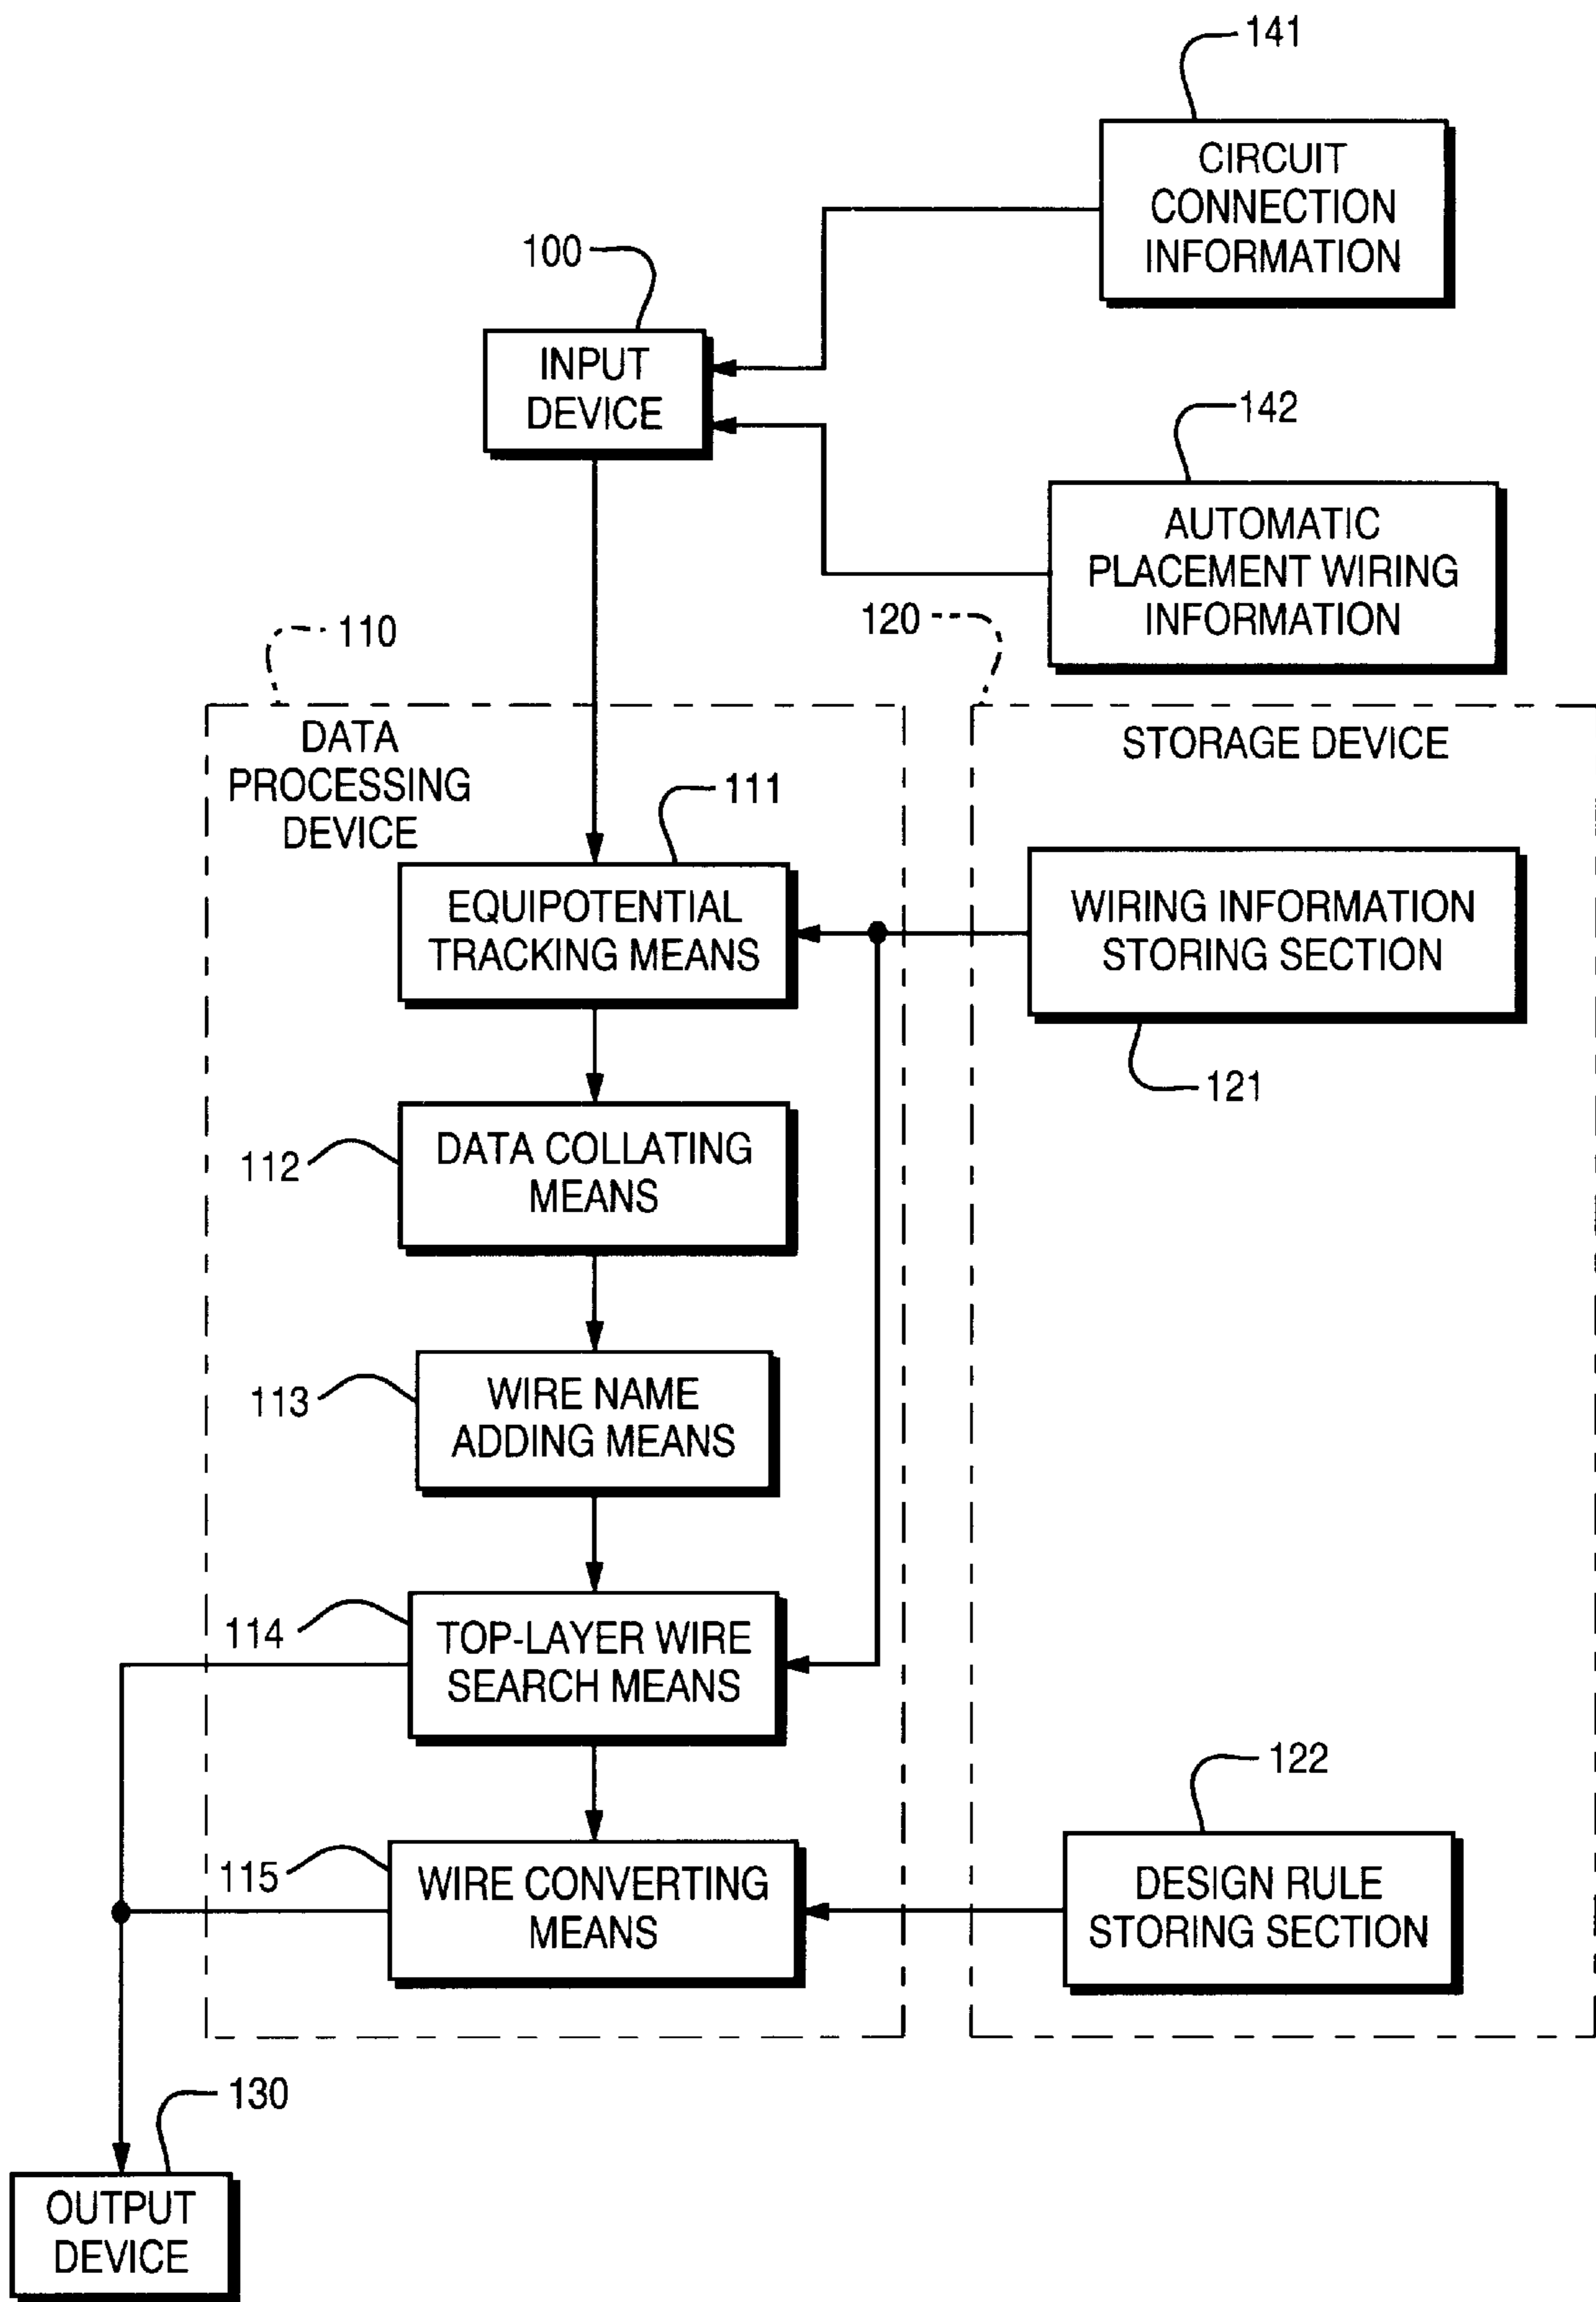 141
CIRCUIT
CONNECTION
INFORMATION
100
INPUT
DEVICE
142
AUTOMATIC
PLACEMENT WIRING
INFORMATION
110
120
DATA
PROCESSING
DEVICE
STORAGE DEVICE
111
EQUIPOTENTIAL
TRACKING MEANS
WIRING INFORMATION
STORING SECTION
121
112
DATA COLLATING
MEANS
113
WIRE NAME
ADDING MEANS
114
TOP-LAYER WIRE
SEARCH MEANS
122
115
WIRE CONVERTING
MEANS
DESIGN RULE
STORING SECTION
130
OUTPUT
DEVICE